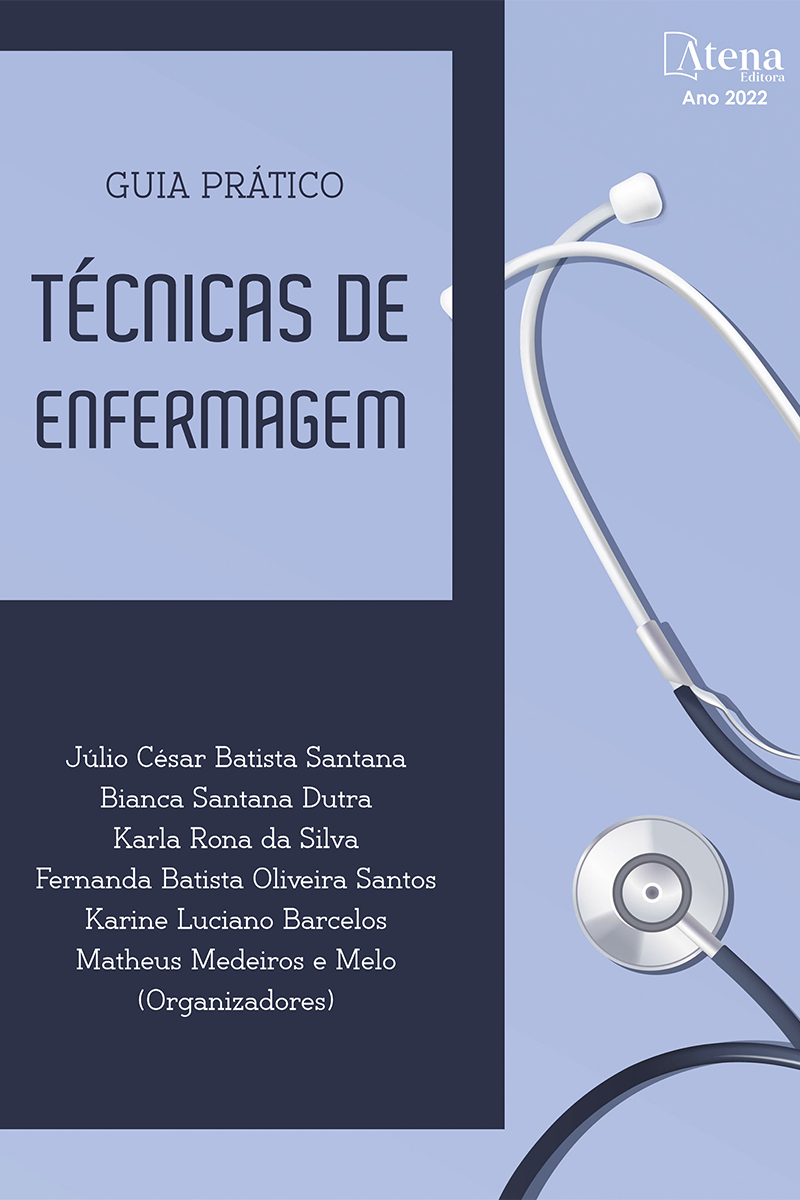 Atena
Editora
Ano 2022
GUIA PRÁTICO
TÉCNICAS DE
ENFERMAGEM
Júlio César Batista Santana
Bianca Santana Dutra
Karla Rona da Silva
Fernanda Batista Oliveira Santos
Karine Luciano Barcelos
Matheus Medeiros e Melo
(Organizadores)